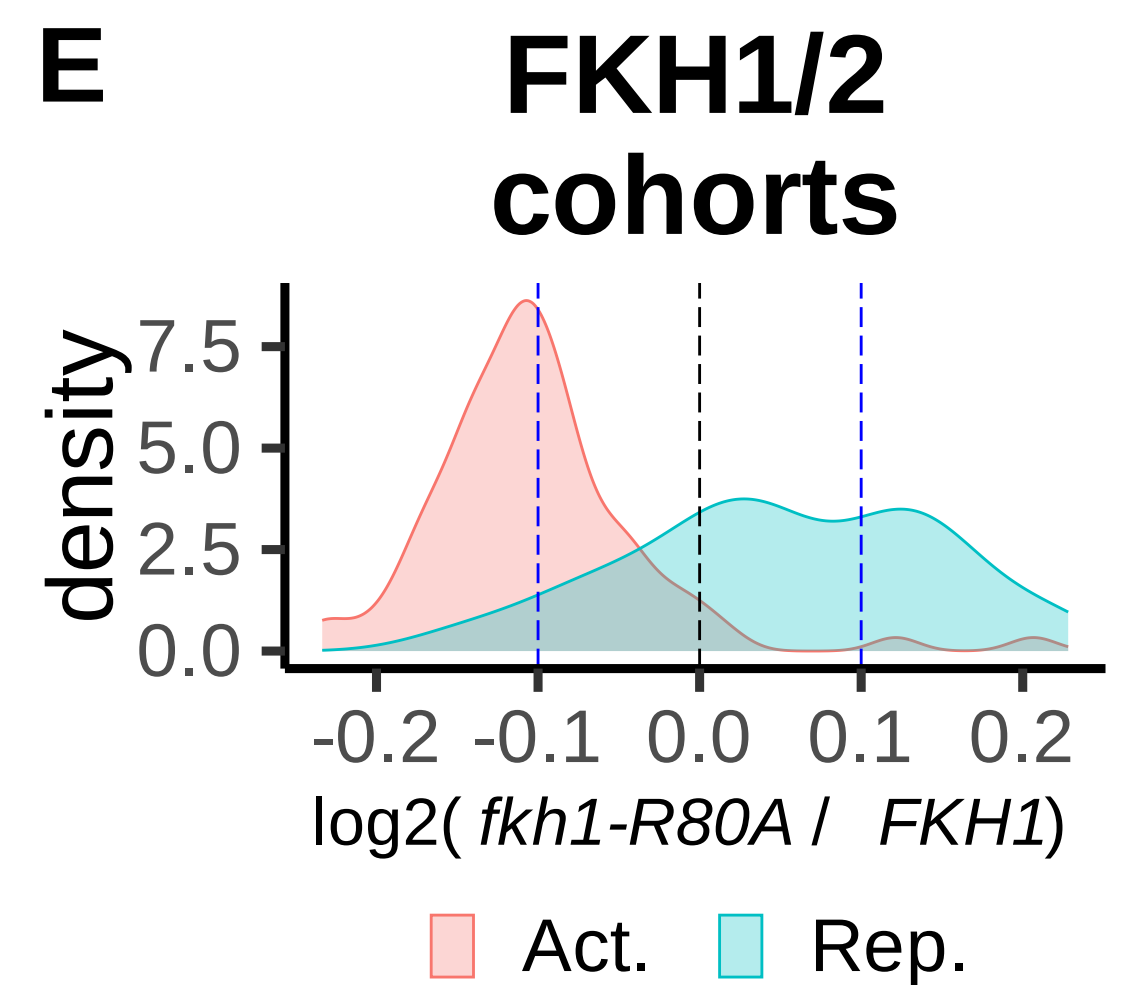 E
FKH1/2
cohorts
density
7.5
5.0
2.5
0.0
-0.2 -0.1 0.0 0.1 0.2
log2( fkh1-R80A / FKH1)
Act. Rep.